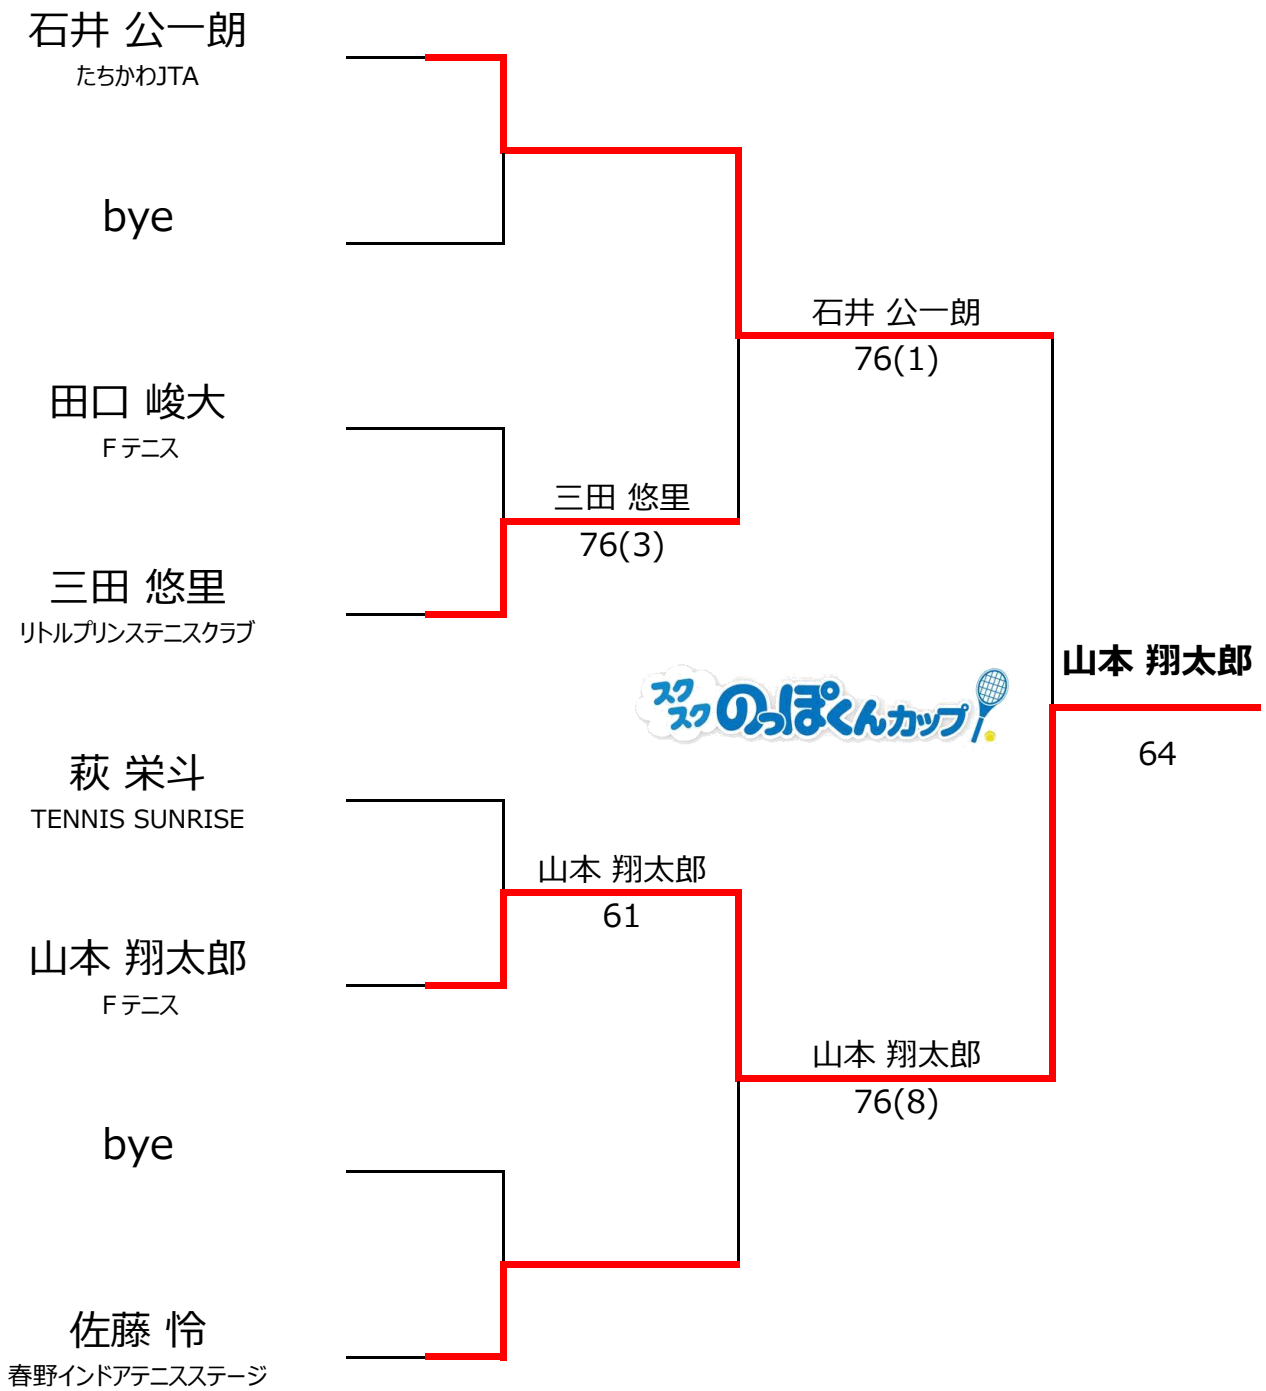 石井 公一朗
たちかわJTA
bye
田口 峻大
Ｆテニス
三田 悠里
リトルプリンステニスクラブ
萩 栄斗
TENNIS SUNRISE
山本 翔太郎
Ｆテニス
bye
佐藤 怜
春野インドアテニスステージ
三田 悠里
76(3)
山本 翔太郎
61
石井 公一朗
76(1)
山本 翔太郎
76(8)
スクスク のっぽくんカップ
山本 翔太郎
64